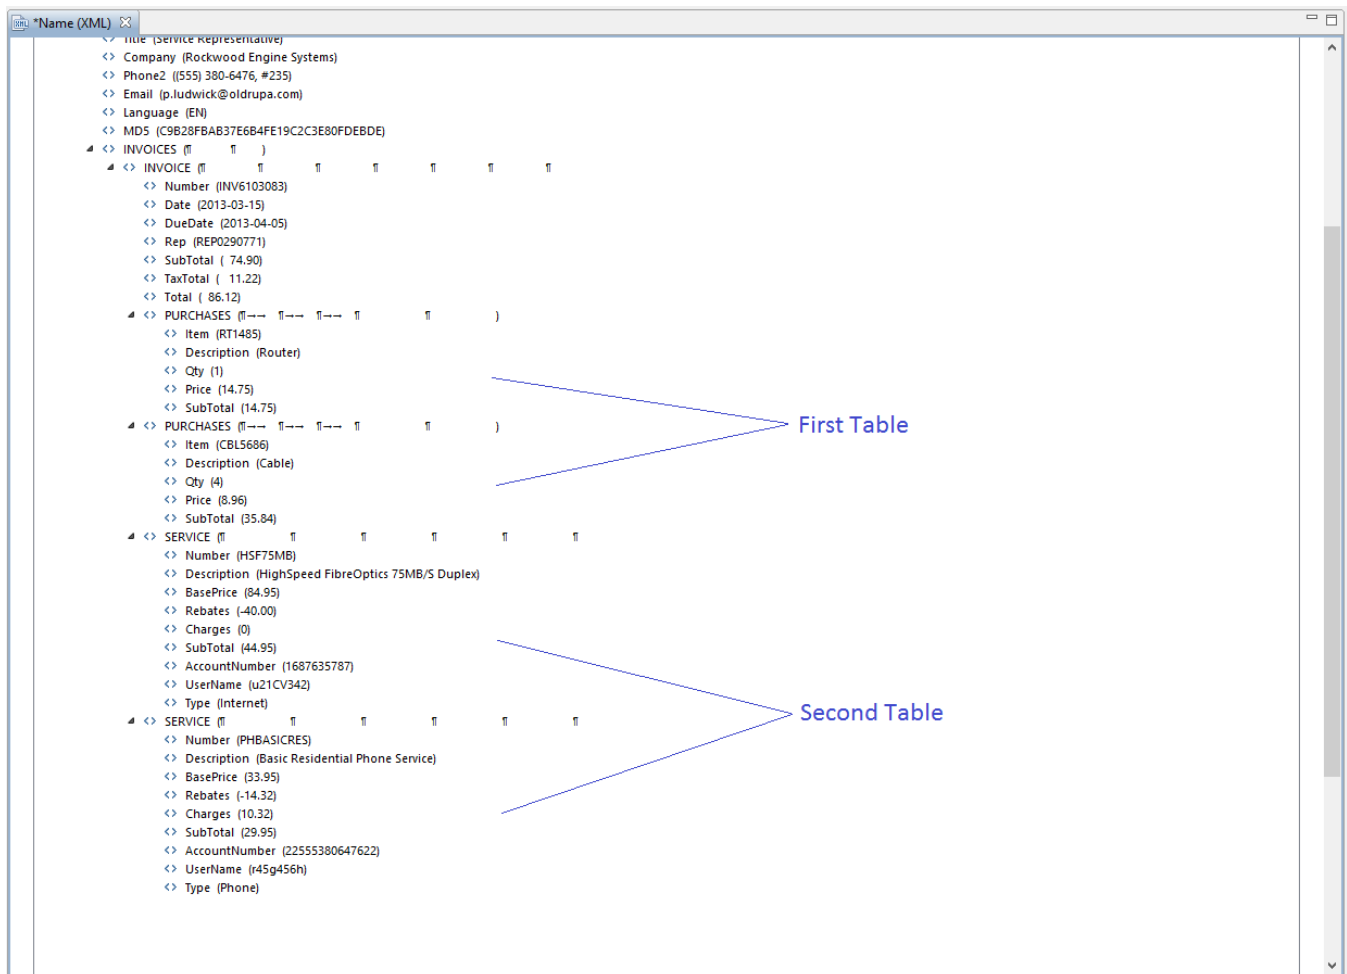 *Name (XML)
Title (Service Representative)
Company (Rockwood Engine Systems)
Phone2 ((555) 380-6476, #235)
Email (p.ludwick@oldrupa.com)
Language (EN)
MD5 (C9B28FBAB37E6B4FE19C2C3E80FDEBDE)
INVOICES (¶ ¶ )
INVOICE (¶ ¶ ¶ ¶ ¶ ¶ ¶
Number (INV6103083)
Date (2013-03-15)
DueDate (2013-04-05)
Rep (REP0290771)
SubTotal ( 74.90)
TaxTotal ( 11.22)
Total ( 86.12)
PURCHASES (¶→→ ¶→→ ¶→→ ¶ ¶ )
Item (RT1485)
Description (Router)
Qty (1)
Price (14.75)
SubTotal (14.75)
First Table
PURCHASES (¶→→ ¶→→ ¶→→ ¶ ¶ )
Item (CBL5686)
Description (Cable)
Qty (4)
Price (8.96)
SubTotal (35.84)
SERVICE (¶ ¶ ¶ ¶ ¶ ¶
Number (HSF75MB)
Description (HighSpeed FibreOptics 75MB/S Duplex)
BasePrice (84.95)
Rebates (-40.00)
Charges (0)
SubTotal (44.95)
AccountNumber (1687635787)
UserName (u21CV342)
Type (Internet)
Second Table
SERVICE (¶ ¶ ¶ ¶ ¶ ¶
Number (PHBASICRES)
Description (Basic Residential Phone Service)
BasePrice (33.95)
Rebates (-14.32)
Charges (10.32)
SubTotal (29.95)
AccountNumber (22555380647622)
UserName (r45g456h)
Type (Phone)